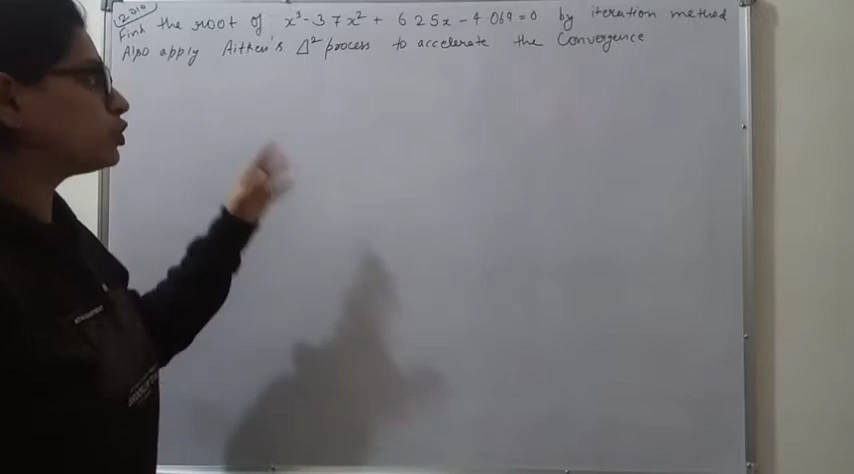 2010
Find the root of x³-37x²+625x-4069=0 by iteration method
Also apply Aitken's Δ² process to accelerate the Convergence